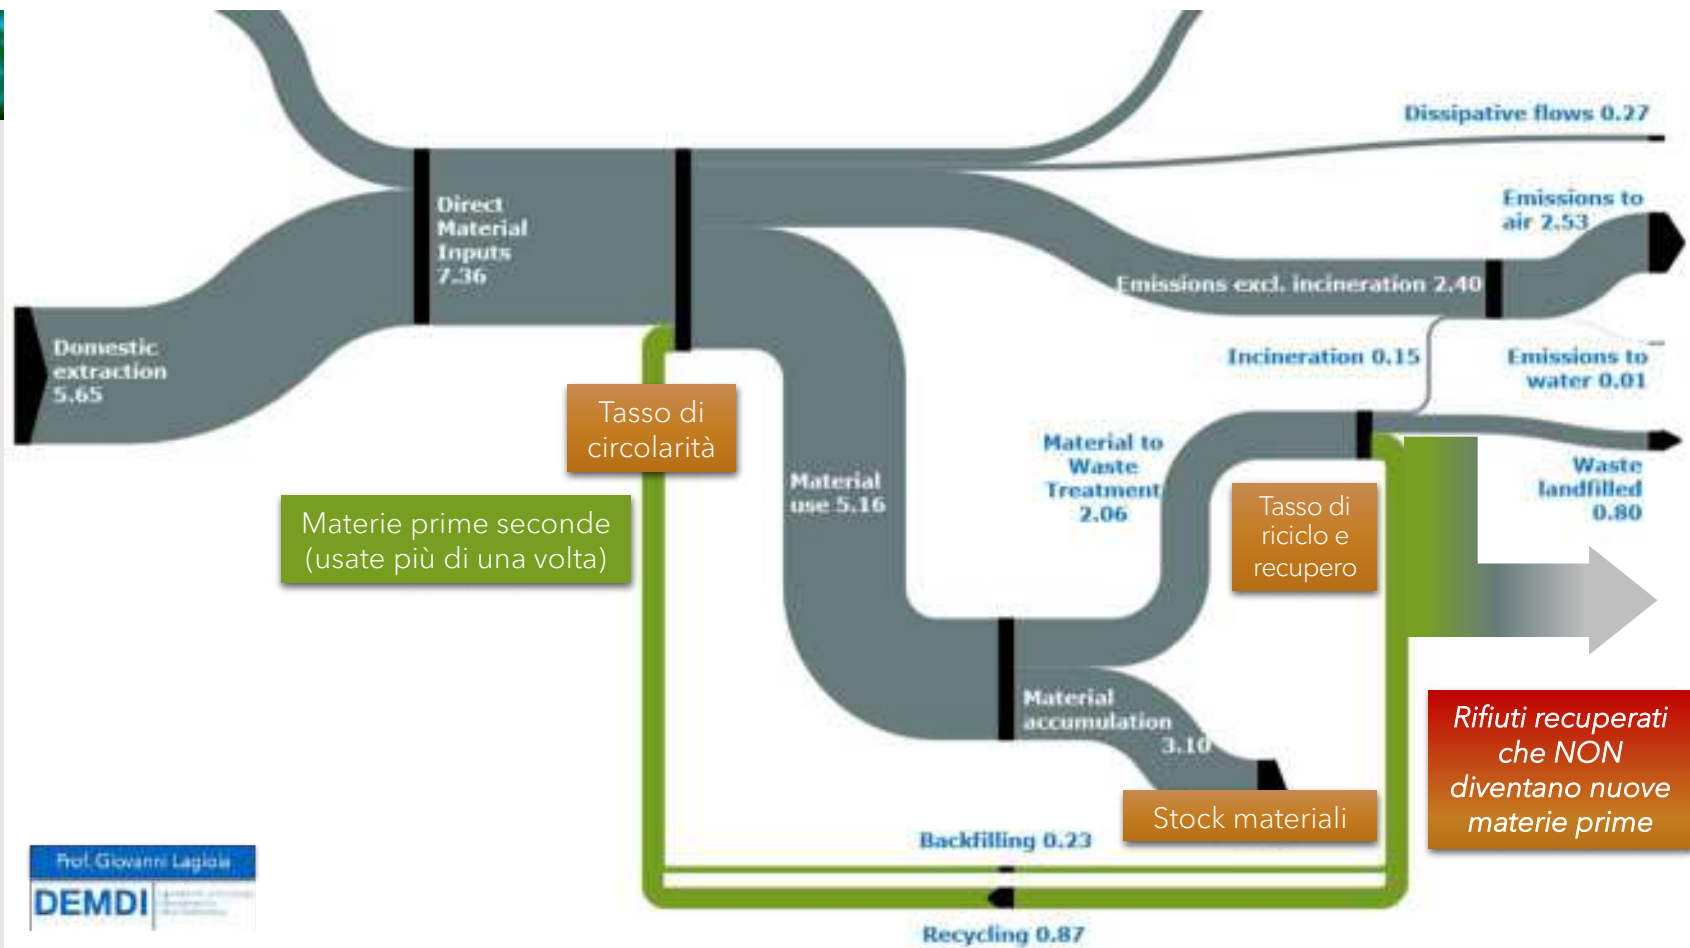 Dissipative flows 0.27
Direct
Material
Inputs
7.36
Emissions to
air 2.53
Emissions excl. incineration 2.40
Domestic
extraction
5.65
Incineration 0.15
Emissions to
water 0.01
Tasso di
circolarità
Material to
Waste
Treatment
2.06
Material
use 5.16
Waste
landfilled
0.80
Tasso di
riciclo e
recupero
Materie prime seconde
(usate più di una volta)
Material
accumulation
3.10
Rifiuti recuperati
che NON
diventano nuove
materie prime
Stock materiali
Backfilling 0.23
Prof. Giovanni Lagioia
DEMDI
Recycling 0.87